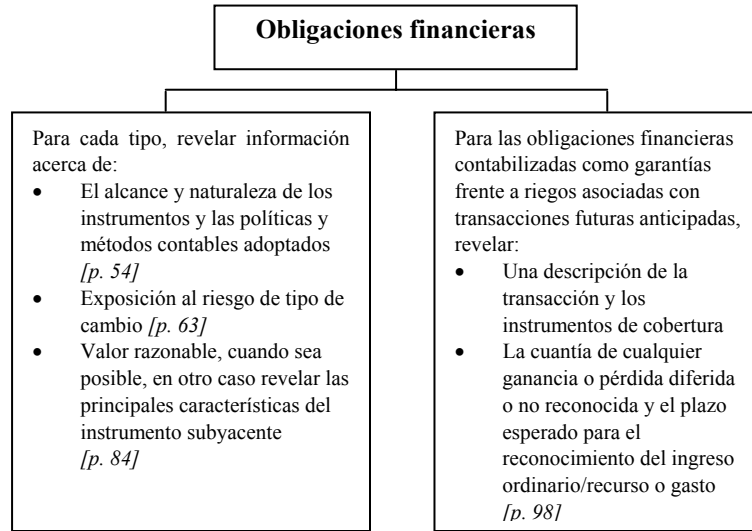 Obligaciones financieras
Para cada tipo, revelar información
acerca de:
• El alcance y naturaleza de los
instrumentos y las políticas y
métodos contables adoptados
[p. 54]
• Exposición al riesgo de tipo de
cambio [p. 63]
• Valor razonable, cuando sea
posible, en otro caso revelar las
principales características del
instrumento subyacente
[p. 84]
Para las obligaciones financieras
contabilizadas como garantías
frente a riegos asociadas con
transacciones futuras anticipadas,
revelar:
• Una descripción de la
transacción y los
instrumentos de cobertura
• La cuantía de cualquier
ganancia o pérdida diferida
o no reconocida y el plazo
esperado para el
reconocimiento del ingreso
ordinario/recurso o gasto
[p. 98]